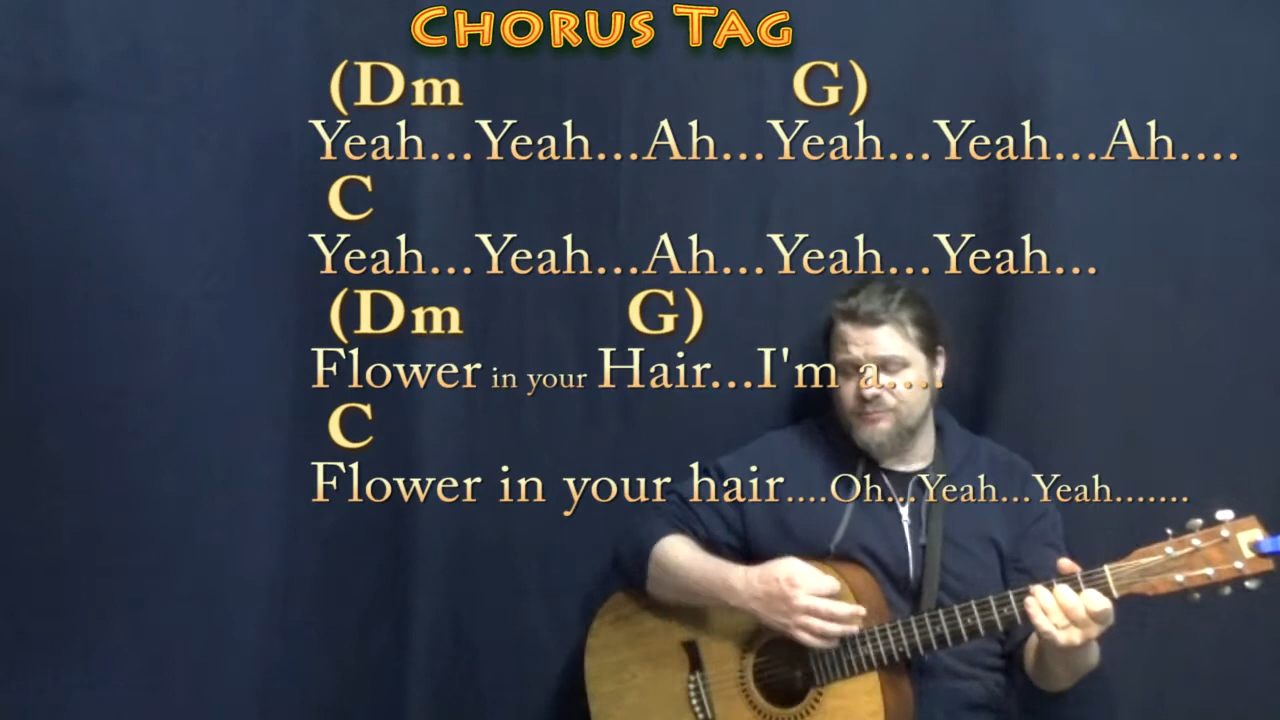 CHORUS TAG
(Dm G)
Yeah...Yeah...Ah...Yeah...Yeah...Ah....
C
Yeah...Yeah...Ah...Yeah...Yeah...
(Dm G)
Flower in your Hair...I'm a....
C
Flower in your hair....Oh...Yeah...Yeah.......